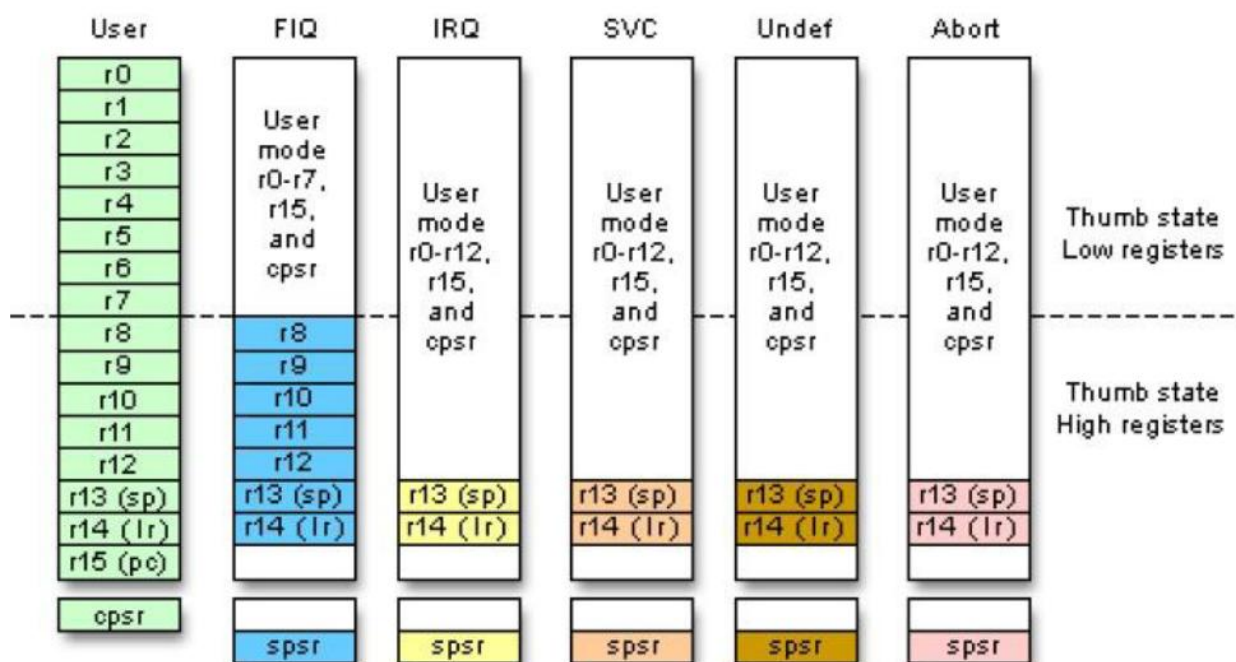 User
FIQ
IRQ
SVC
Undef
Abort
r0
r1
r2
r3
r4
r5
r6
r7
r8
r9
r10
r11
r12
r13 (sp)
r14 (lr)
r15 (pc)
cpsr
User
mode
r0-r7,
r15,
and
cpsr
r8
r9
r10
r11
r12
r13 (sp)
r14 (lr)
spsr
User
mode
r0-r12,
r15,
and
cpsr
r13 (sp)
r14 (lr)
spsr
User
mode
r0-r12,
r15,
and
cpsr
r13 (sp)
r14 (lr)
spsr
User
mode
r0-r12,
r15,
and
cpsr
r13 (sp)
r14 (lr)
spsr
User
mode
r0-r12,
r15,
and
cpsr
r13 (sp)
r14 (lr)
spsr
Thumb state
Low registers
Thumb state
High registers